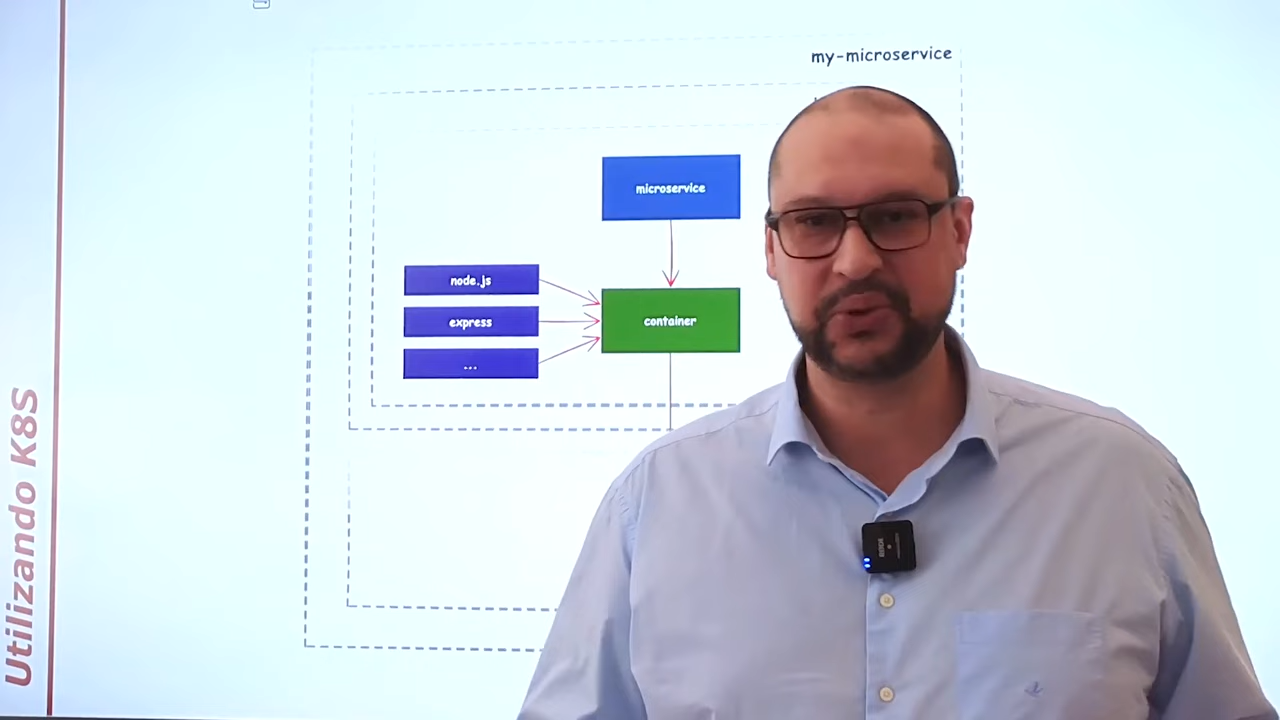 my-microservice
microservice
node.js
express
...
container
Utilizando K8S